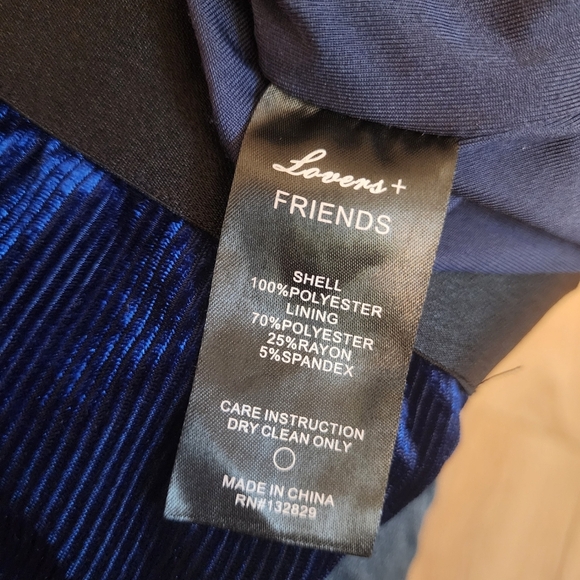 Lovers +
FRIENDS
SHELL
100%POLYESTER
LINING
70%POLYESTER
25%RAYON
5%SPANDEX
CARE INSTRUCTION
DRY CLEAN ONLY
MADE IN CHINA
RN#132829